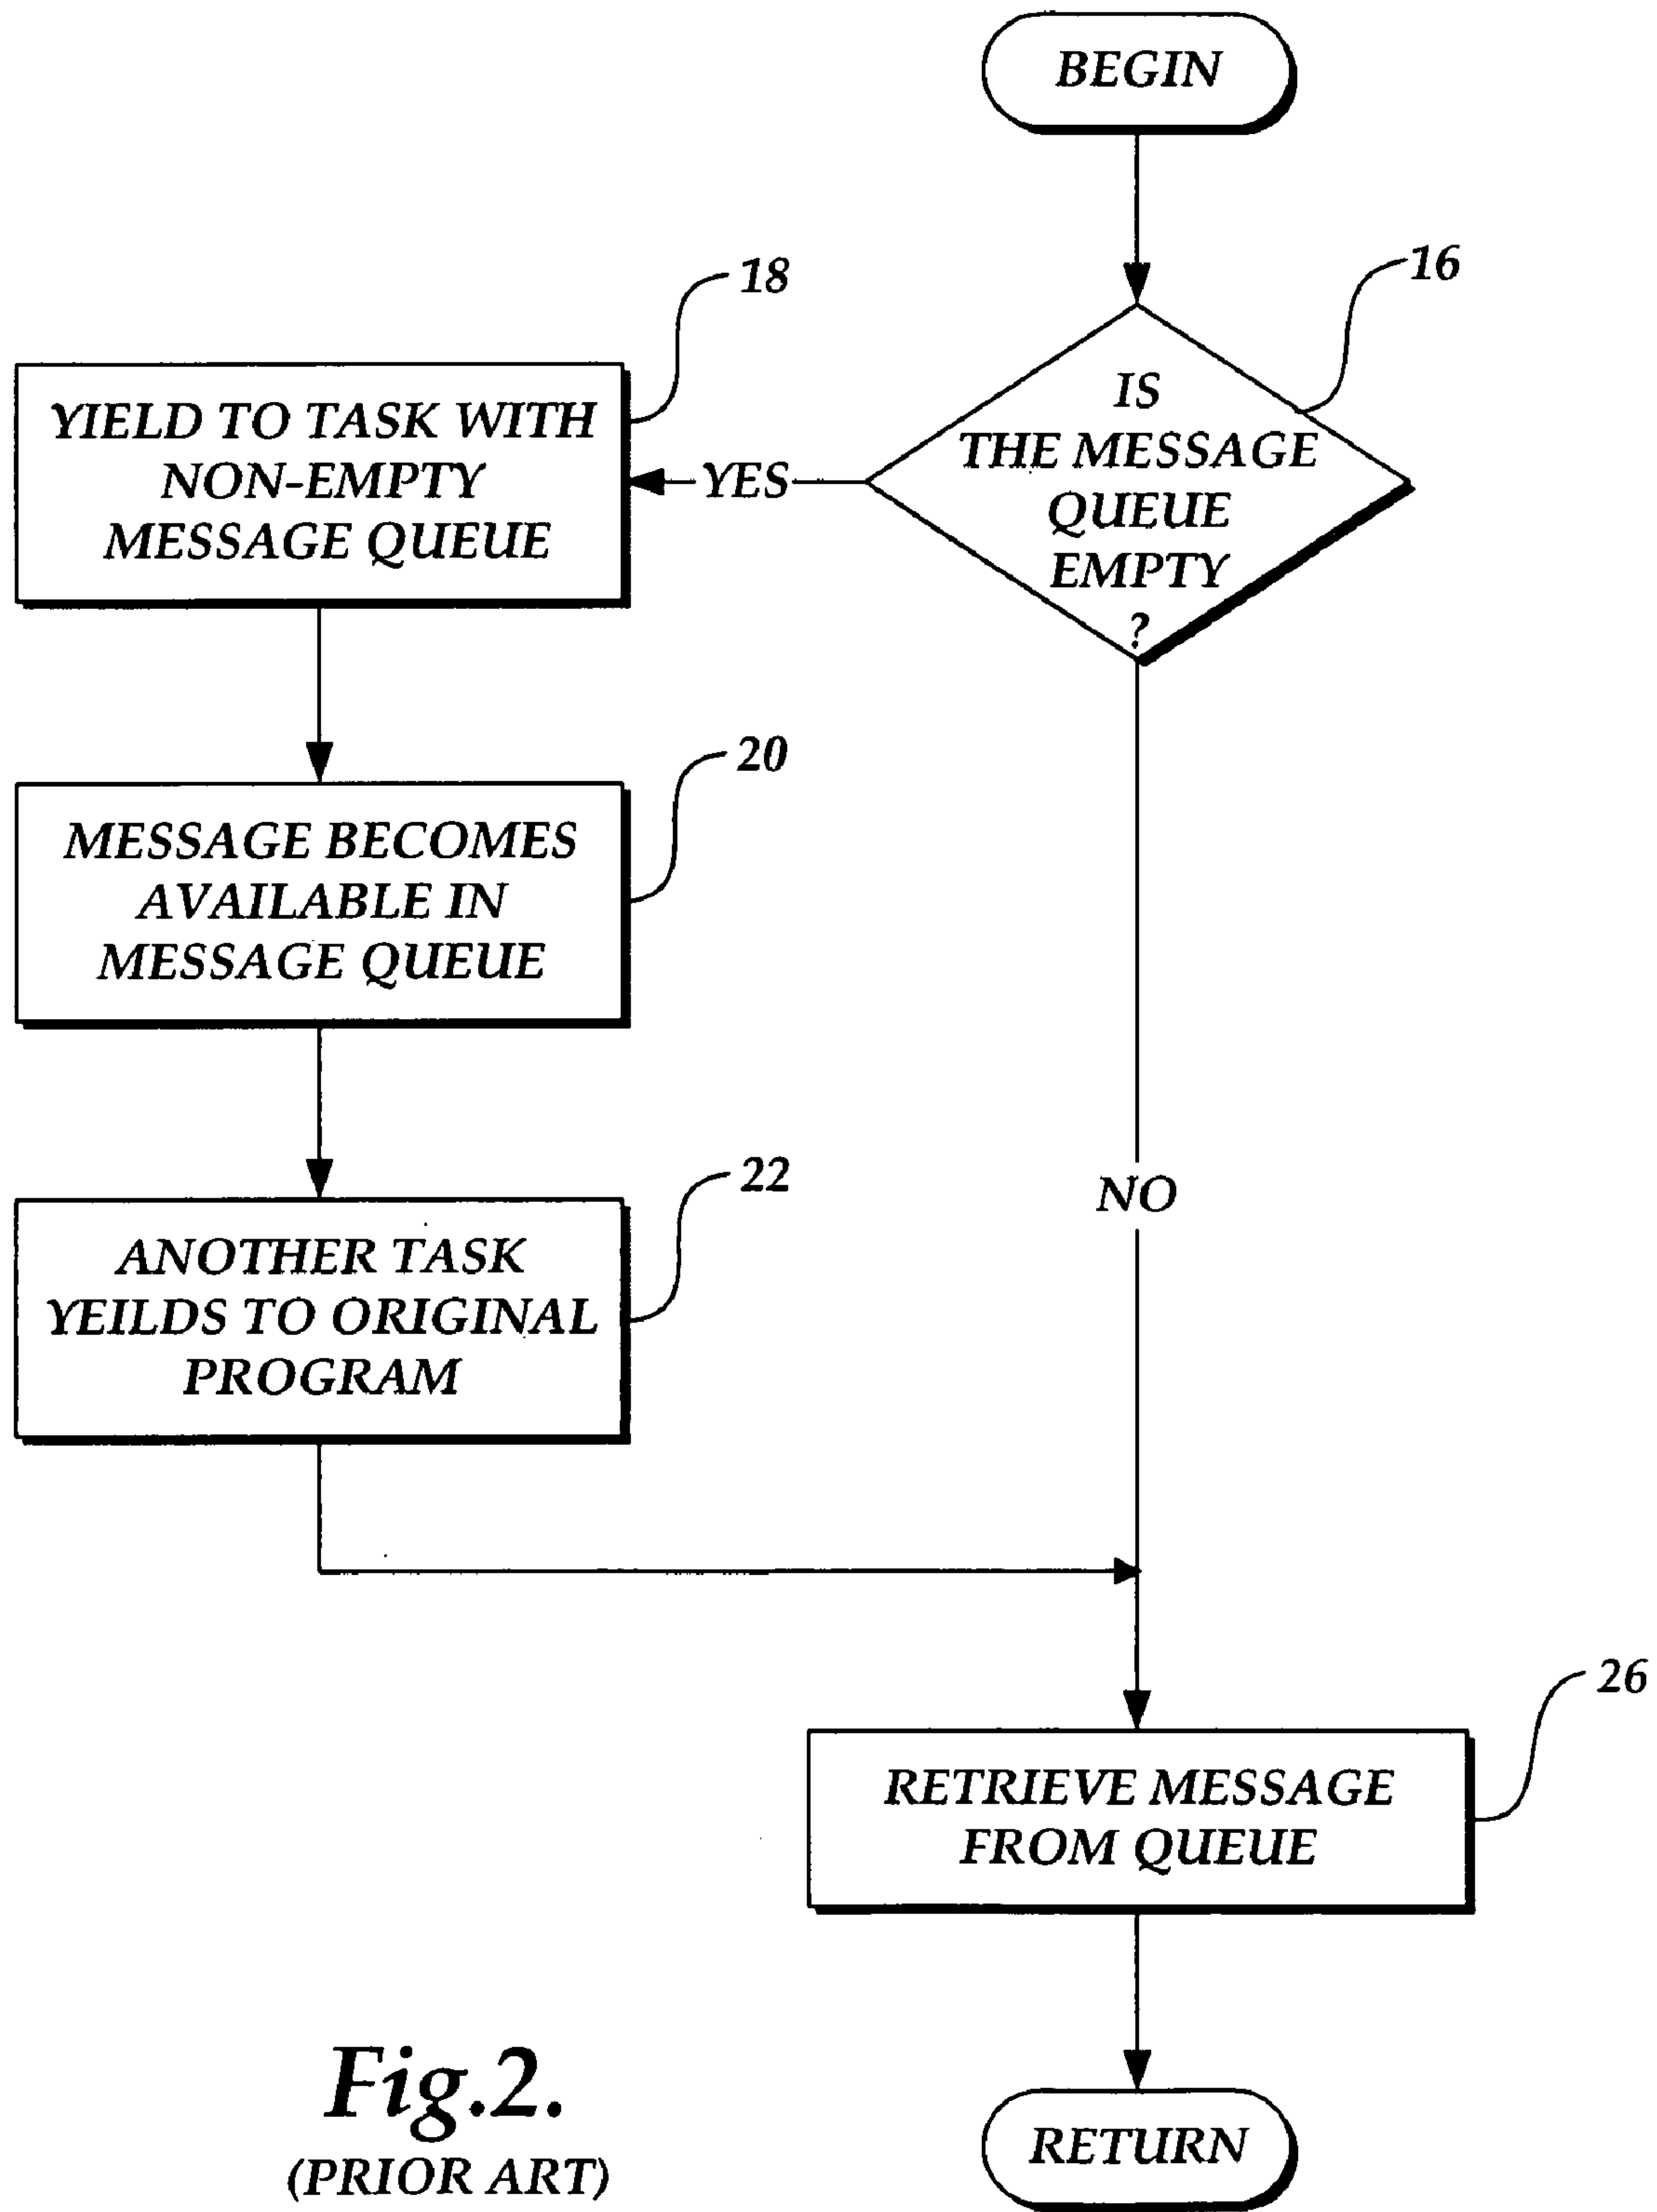 BEGIN
16
IS
THE MESSAGE
QUEUE
EMPTY
?
YES
18
YIELD TO TASK WITH
NON-EMPTY
MESSAGE QUEUE
20
MESSAGE BECOMES
AVAILABLE IN
MESSAGE QUEUE
22
ANOTHER TASK
YEILDS TO ORIGINAL
PROGRAM
NO
26
RETRIEVE MESSAGE
FROM QUEUE
RETURN
Fig.2.
(PRIOR ART)